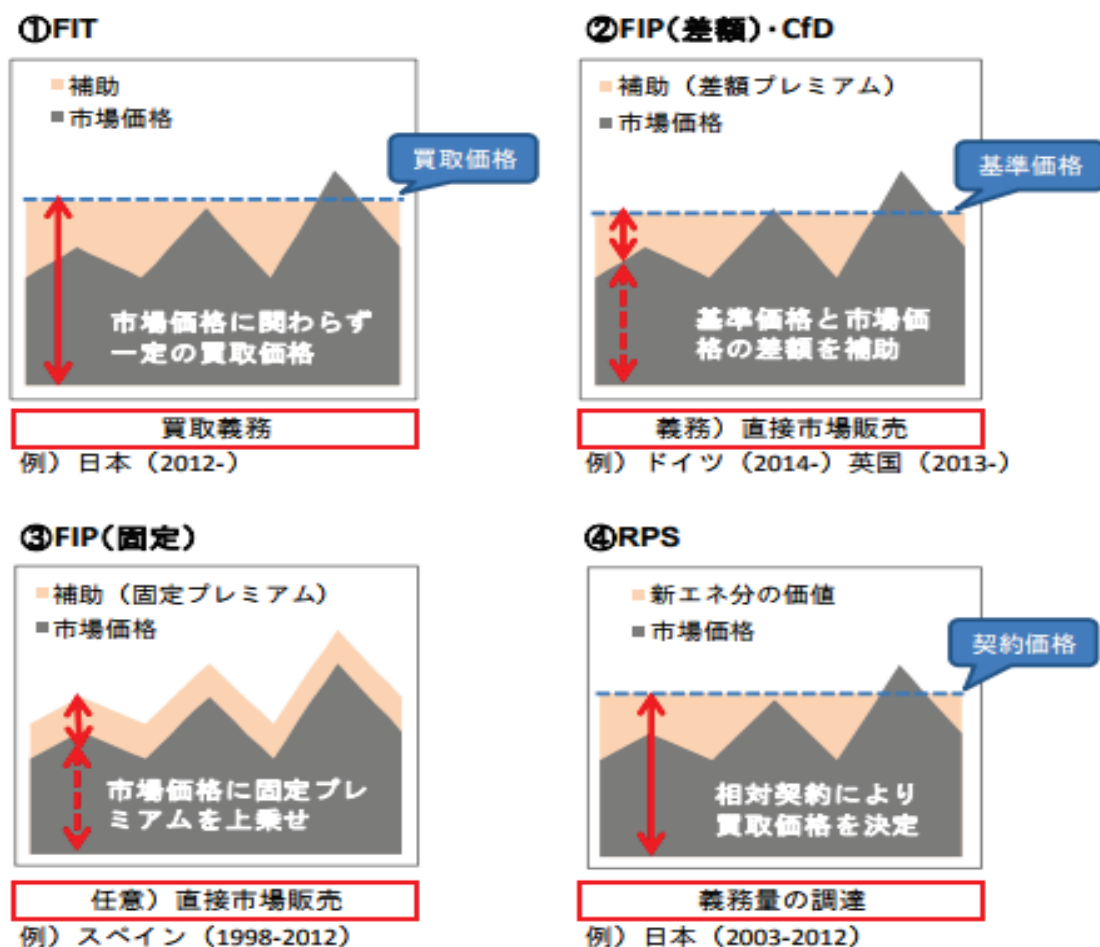 ①FIT
■補助
■市場価格
買取価格
市場価格に関わらず
一定の買取価格
買取義務
例）日本（2012-）
②FIP(差額)・CfD
■補助（差額プレミアム）
■市場価格
基準価格
基準価格と市場価
格の差額を補助
義務）直接市場販売
例）ドイツ（2014-）英国（2013-）
③FIP(固定)
■補助（固定プレミアム）
■市場価格
市場価格に固定プレ
ミアムを上乗せ
任意）直接市場販売
例）スペイン（1998-2012）
④RPS
■新エネ分の価値
■市場価格
契約価格
相対契約により
買取価格を決定
義務量の調達
例）日本（2003-2012）